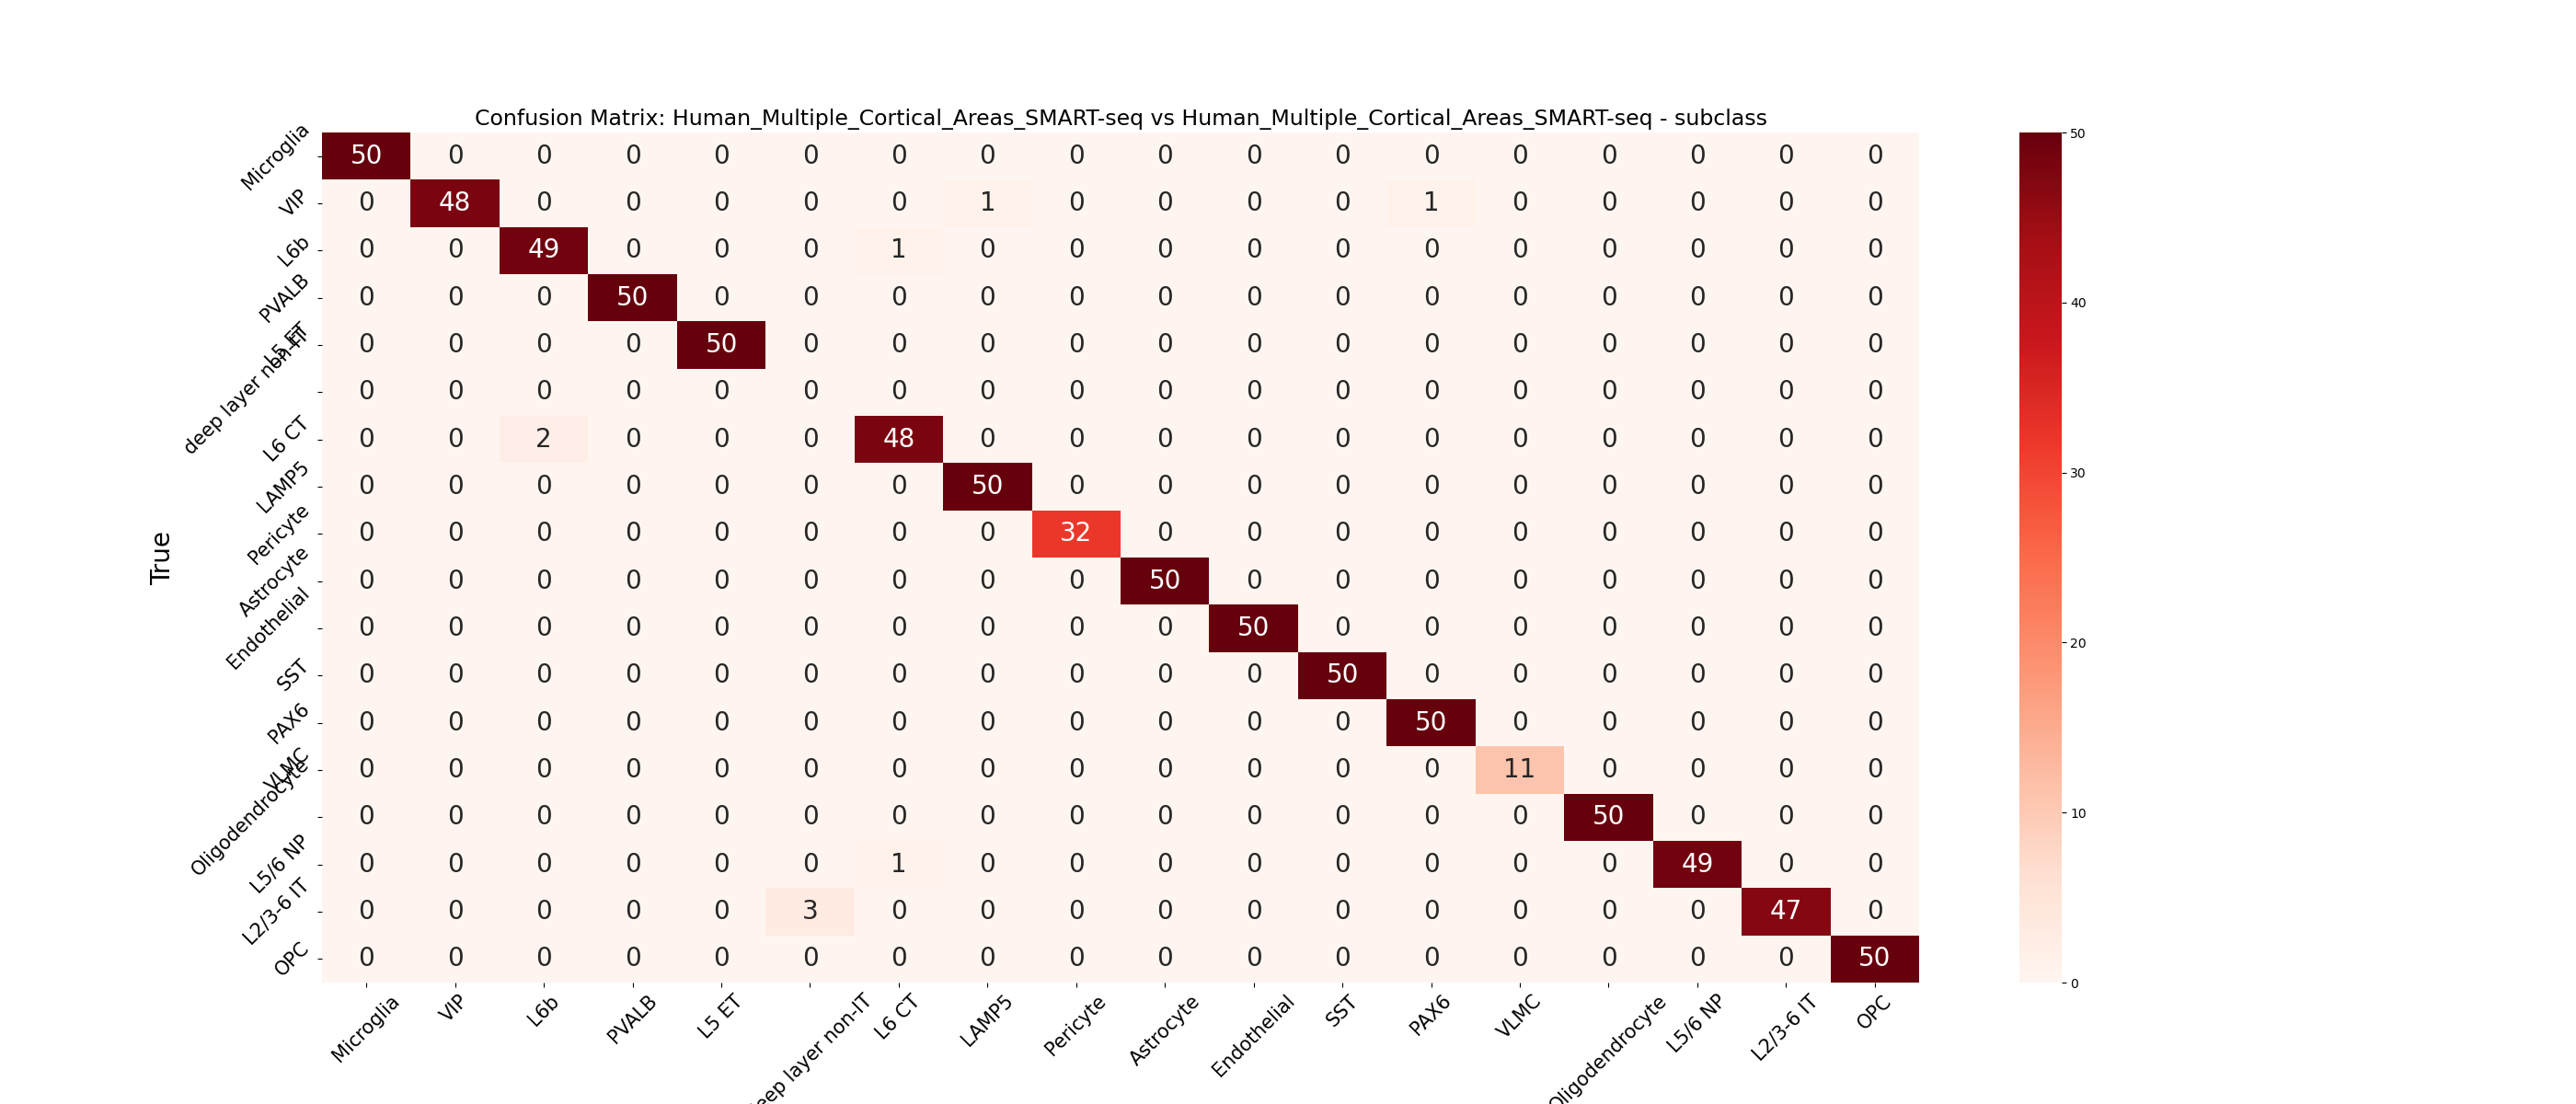 Confusion Matrix: Human_Multiple_Cortical_Areas_SMART-seq vs Human_Multiple_Cortical_Areas_SMART-seq - subclass
True
Microglia 50 0 0 0 0 0 0 0 0 0 0 0 0 0 0 0 0 0
VIP 0 48 0 0 0 0 0 1 0 0 0 0 1 0 0 0 0 0
L6b 0 0 49 0 0 0 1 0 0 0 0 0 0 0 0 0 0 0
PVALB 0 0 0 50 0 0 0 0 0 0 0 0 0 0 0 0 0 0
L5 ET 0 0 0 0 50 0 0 0 0 0 0 0 0 0 0 0 0 0
deep layer non-IT 0 0 0 0 0 0 0 0 0 0 0 0 0 0 0 0 0 0
L6 CT 0 0 2 0 0 0 48 0 0 0 0 0 0 0 0 0 0 0
LAMP5 0 0 0 0 0 0 0 50 0 0 0 0 0 0 0 0 0 0
Pericyte 0 0 0 0 0 0 0 0 32 0 0 0 0 0 0 0 0 0
Astrocyte 0 0 0 0 0 0 0 0 0 50 0 0 0 0 0 0 0 0
Endothelial 0 0 0 0 0 0 0 0 0 0 50 0 0 0 0 0 0 0
SST 0 0 0 0 0 0 0 0 0 0 0 50 0 0 0 0 0 0
PAX6 0 0 0 0 0 0 0 0 0 0 0 0 50 0 0 0 0 0
VLMC 0 0 0 0 0 0 0 0 0 0 0 0 0 11 0 0 0 0
Oligodendrocyte 0 0 0 0 0 0 0 0 0 0 0 0 0 0 50 0 0 0
L5/6 NP 0 0 0 0 0 0 1 0 0 0 0 0 0 0 0 49 0 0
L2/3-6 IT 0 0 0 0 0 3 0 0 0 0 0 0 0 0 0 0 47 0
OPC 0 0 0 0 0 0 0 0 0 0 0 0 0 0 0 0 0 50
Microglia VIP L6b PVALB L5 ET eep layer non-IT L6 CT LAMP5 Pericyte Astrocyte Endothelial SST PAX6 VLMC Oligodendrocyte L5/6 NP L2/3-6 IT OPC
50
40
30
20
10
0